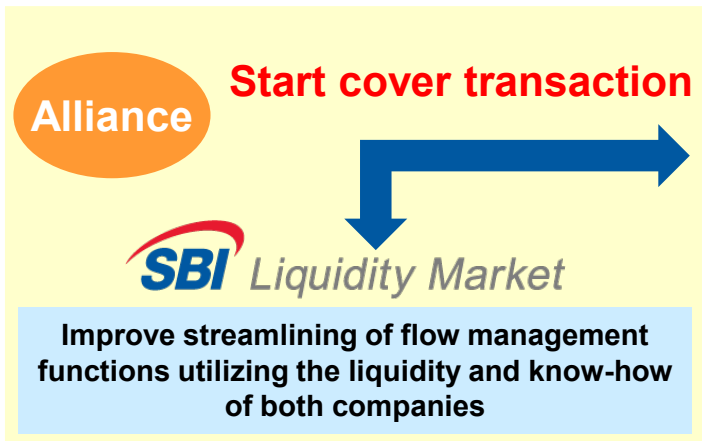 Start cover transaction
Alliance
SBI Liquidity Market
Improve streamlining of flow management
functions utilizing the liquidity and know-how
of both companies